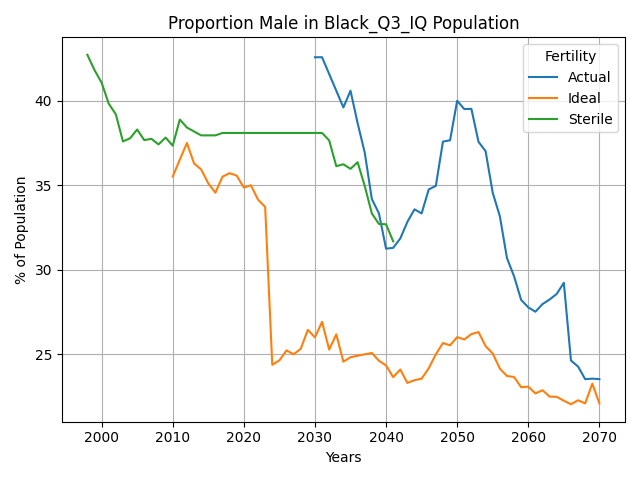 Proportion Male in Black_Q3_IQ Population
Fertility
Actual
Ideal
Sterile
% of Population
40
35
30
25
2000 2010 2020 2030 2040 2050 2060 2070
Years